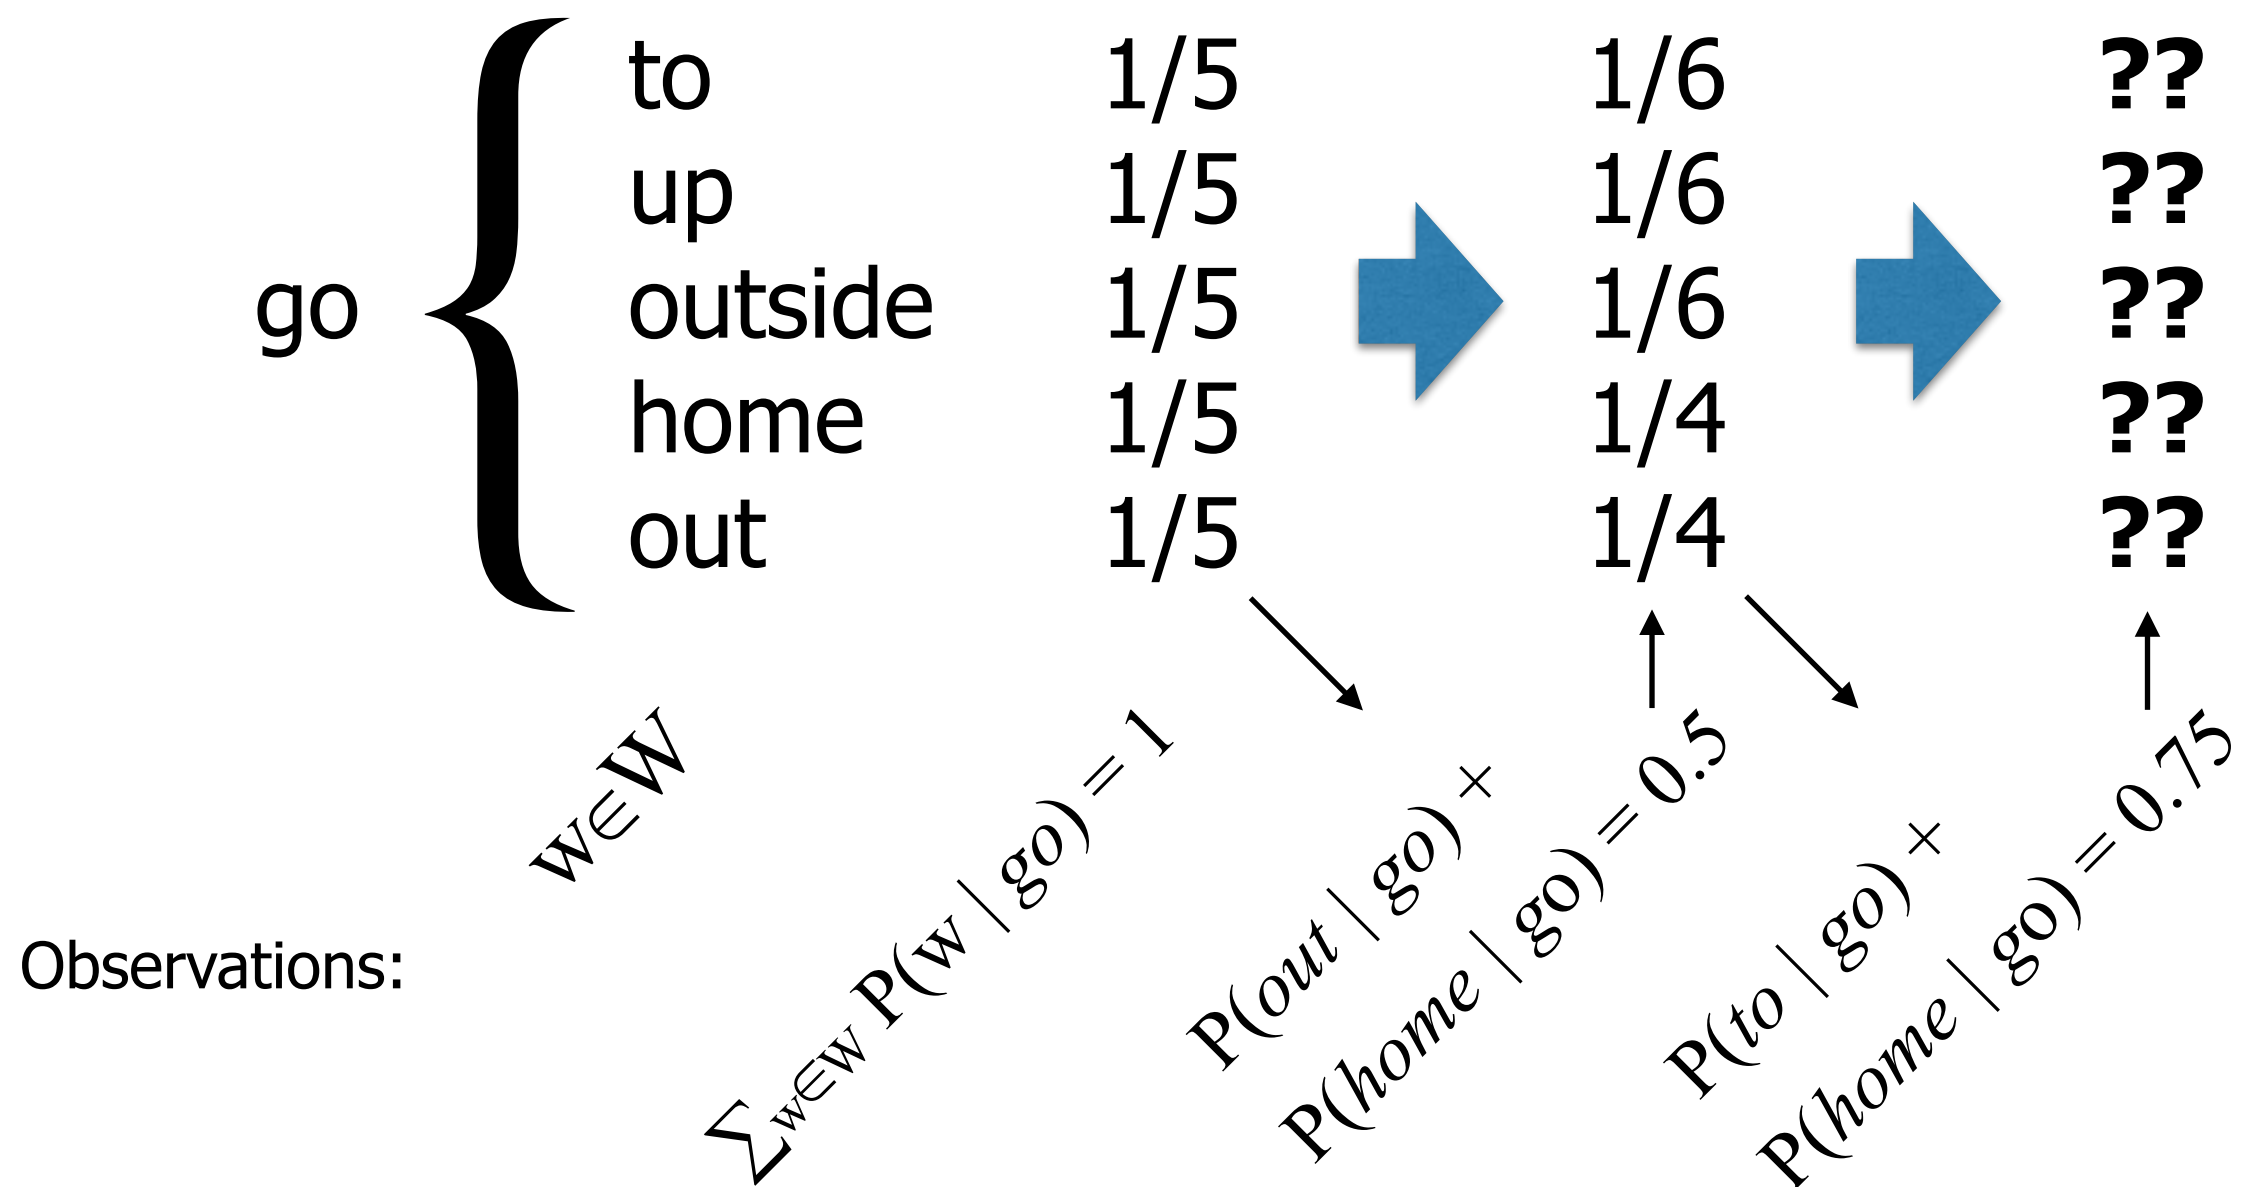 to 1/5 1/6 ??
up 1/5 1/6 ??
go outside 1/5 1/6 ??
home 1/5 1/4 ??
out 1/5 1/4 ??
Observations:
w∈W
∑w∈W P(w | go) = 1
P(out | go) +
P(home | go) = 0.5
P(to | go) +
P(home | go) = 0.75